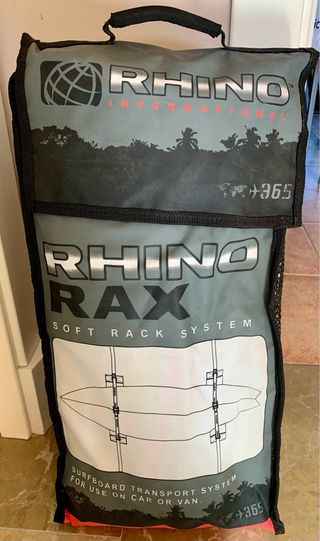 RHINO
INTERNATIONAL
365
RHINO
RAX
SOFT RACK SYSTEM
SURFBOARD TRANSPORT SYSTEM
FOR USE ON CAR OR VAN.
365